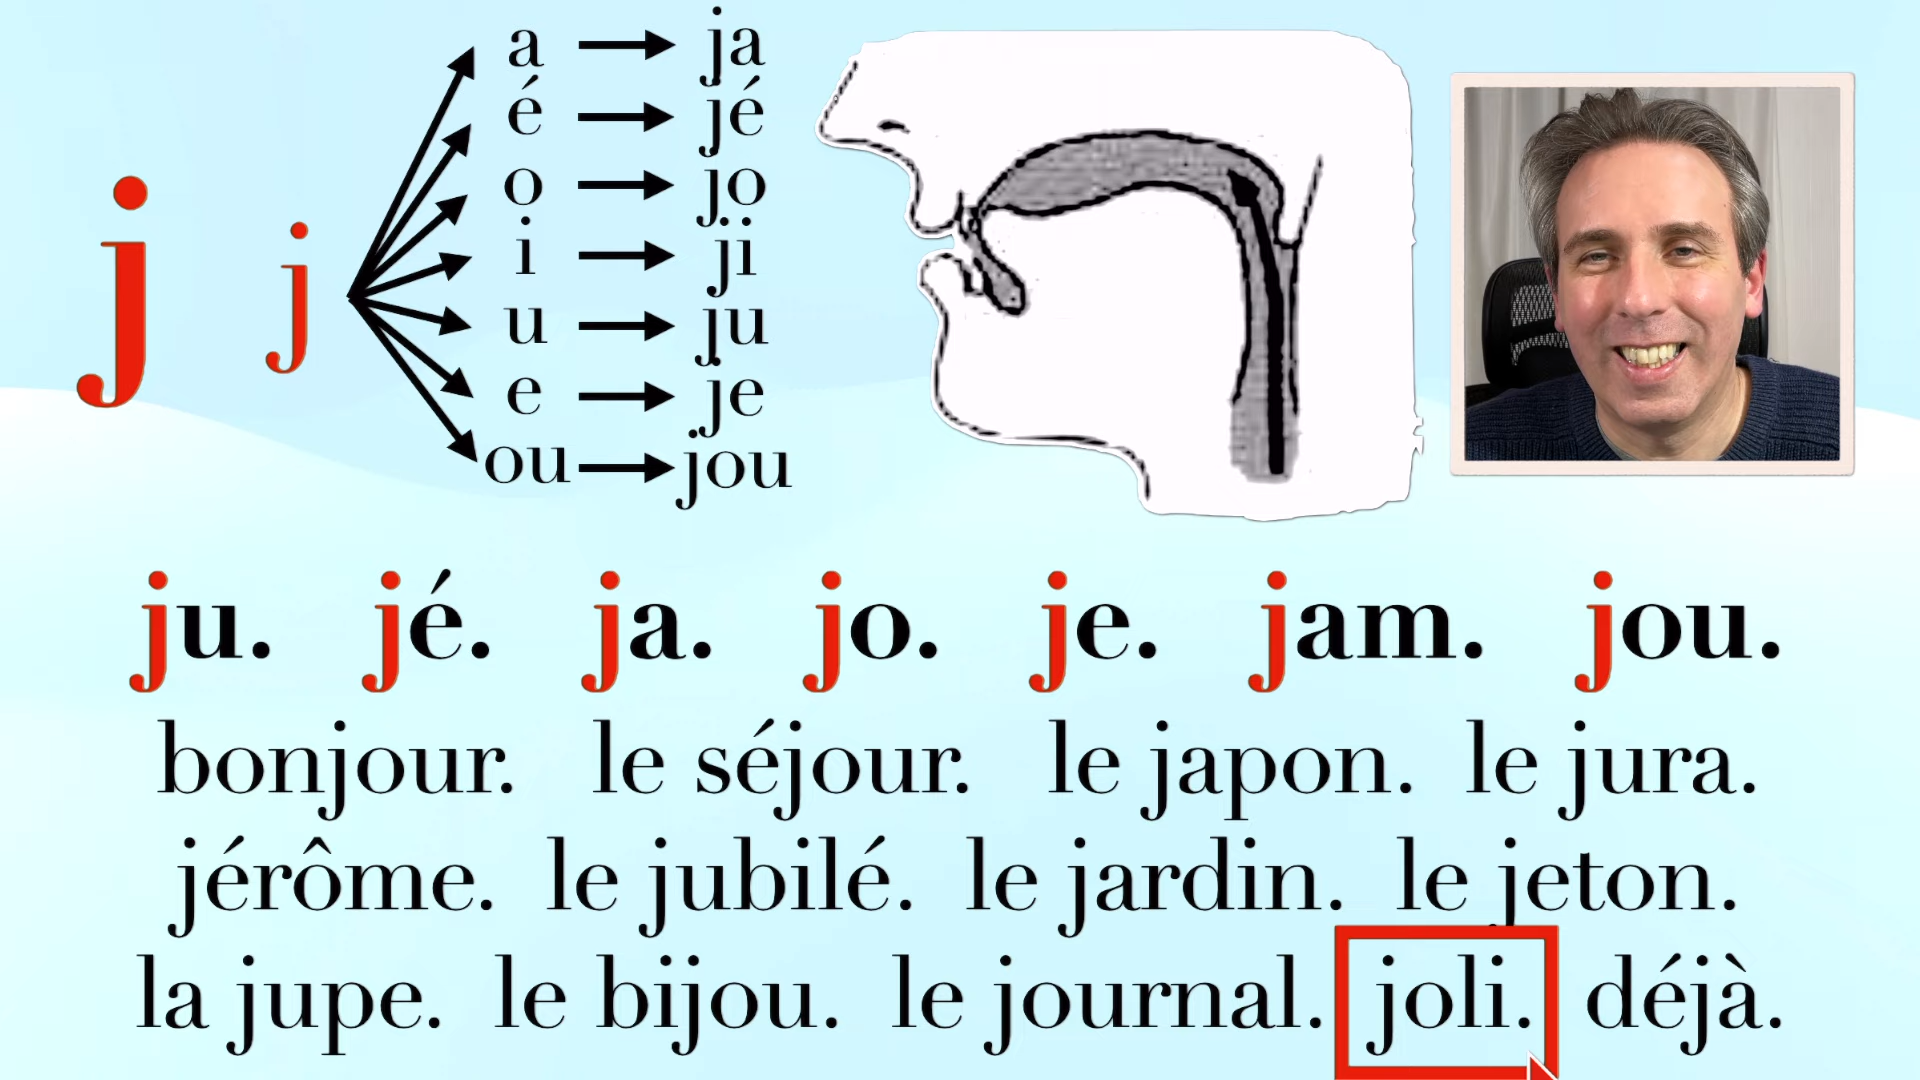 j j
a ja
é jé
o jo
i ji
u ju
e je
ou jou
ju. jé. ja. jo. je. jam. jou.
bonjour. le séjour. le japon. le jura.
jérôme. le jubilé. le jardin. le jeton.
la jupe. le bijou. le journal. joli. déjà.